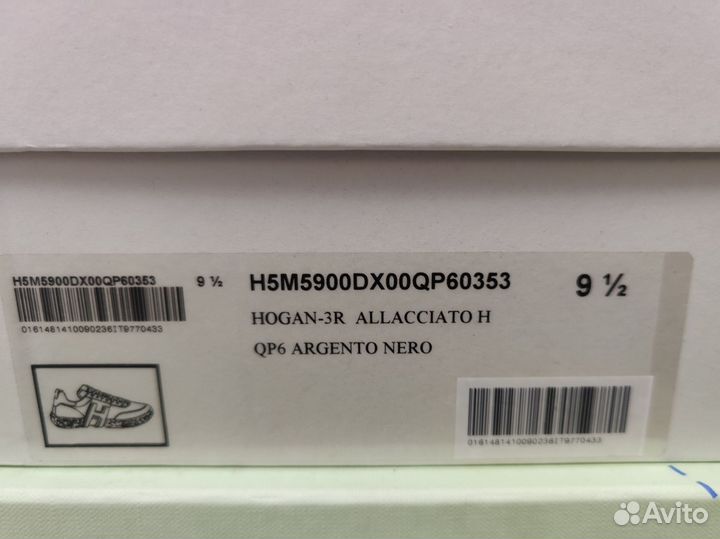 H5M5900DX00QP60353 9 ½
0161481410090236IT9770433
H5M5900DX00QP60353 9 ½
HOGAN-3R ALLACCIATO H
QP6 ARGENTO NERO
H
0161481410090236IT9770433
Avito